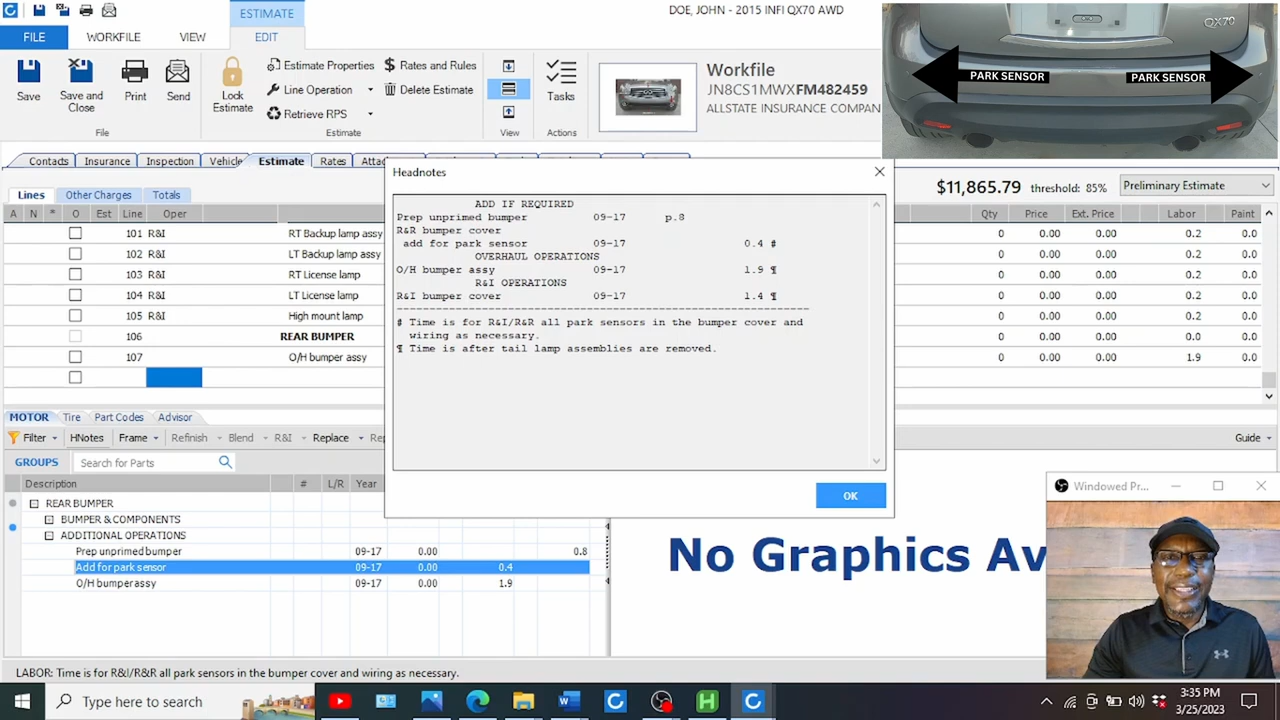 ESTIMATE
DOE, JOHN - 2015 INFI QX70 AWD
FILE WORKFILE VIEW EDIT
Save
Save and Close
Print
Send
File
Lock Estimate
Estimate Properties
Line Operation
Retrieve RPS
Rates and Rules
Delete Estimate
Estimate
View
Tasks
Actions
Workfile
JN8CS1MWXFM482459
ALLSTATE INSURANCE COMPAN
QX70
PARK SENSOR PARK SENSOR
Contacts Insurance Inspection Vehicle Estimate Rates Attac
Lines Other Charges Totals
$11,865.79 threshold: 85% Preliminary Estimate
A N * O Est Line Oper Qty Price Ext. Price Labor Paint
101 R&I RT Backup lamp assy 0 0.00 0.00 0.2 0.0
102 R&I LT Backup lamp assy 0 0.00 0.00 0.2 0.0
103 R&I RT License lamp 0 0.00 0.00 0.2 0.0
104 R&I LT License lamp 0 0.00 0.00 0.2 0.0
105 R&I High mount lamp 0 0.00 0.00 0.2 0.0
106 REAR BUMPER 0 0.00 0.00 0.0 0.0
107 O/H bumper assy 0 0.00 0.00 1.9 0.0
Headnotes
ADD IF REQUIRED
Prep unprimed bumper 09-17 p.8
R&R bumper cover
add for park sensor 09-17 0.4 #
OVERHAUL OPERATIONS
O/H bumper assy 09-17 1.9 ¶
R&I OPERATIONS
R&I bumper cover 09-17 1.4 ¶
# Time is for R&I/R&R all park sensors in the bumper cover and
wiring as necessary.
¶ Time is after tail lamp assemblies are removed.
OK
MOTOR Tire Part Codes Advisor
Filter HNotes Frame Refinish Blend R&I Replace Rep Guide
GROUPS Search for Parts
Description # L/R Year
REAR BUMPER
BUMPER & COMPONENTS
ADDITIONAL OPERATIONS
Prep unprimed bumper 09-17 0.00 0.8
Add for park sensor 09-17 0.00 0.4
O/H bumper assy 09-17 0.00 1.9
No Graphics Av
Windowed Pr...
LABOR: Time is for R&I/R&R all park sensors in the bumper cover and wiring as necessary.
Type here to search
3:35 PM
3/25/2023